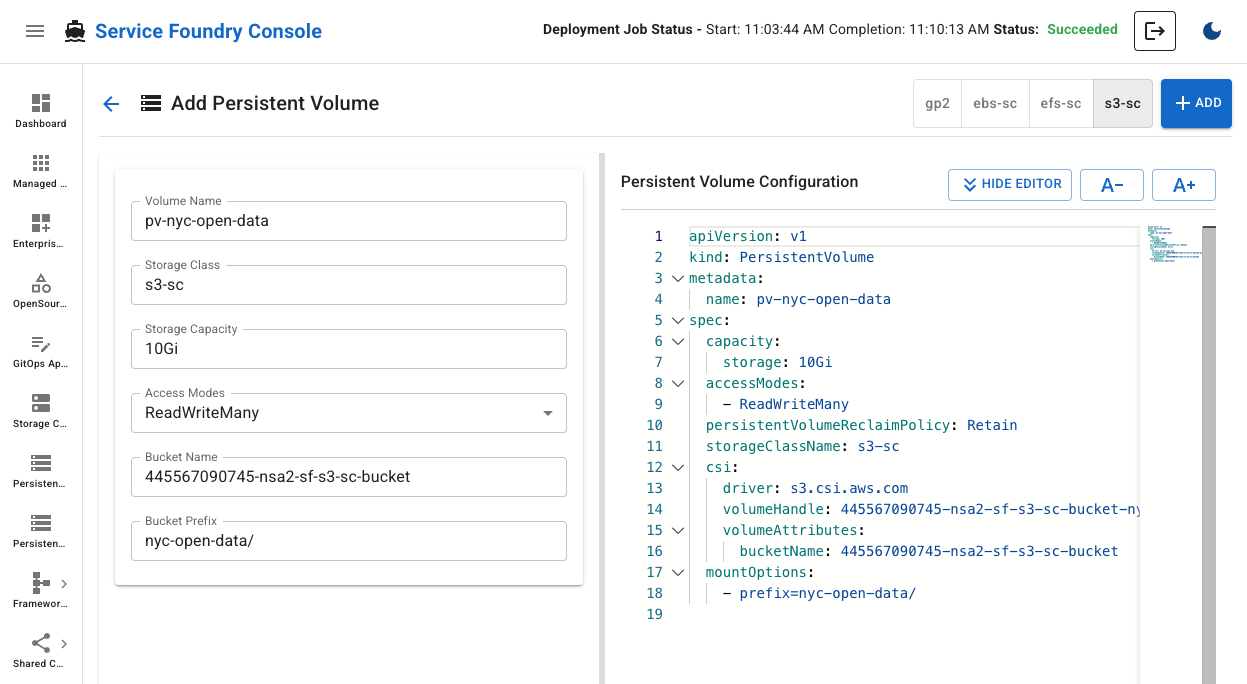 Service Foundry Console
Deployment Job Status - Start: 11:03:44 AM Completion: 11:10:13 AM Status: Succeeded
Dashboard
Managed ...
Enterpris...
OpenSour...
GitOps Ap...
Storage C...
Persisten...
Persisten...
Framewor...
Shared C...
Add Persistent Volume
gp2
ebs-sc
efs-sc
s3-sc
+ ADD
Volume Name
pv-nyc-open-data
Storage Class
s3-sc
Storage Capacity
10Gi
Access Modes
ReadWriteMany
Bucket Name
445567090745-nsa2-sf-s3-sc-bucket
Bucket Prefix
nyc-open-data/
Persistent Volume Configuration
HIDE EDITOR
A-
A+
1 apiVersion: v1
2 kind: PersistentVolume
3 metadata:
4 name: pv-nyc-open-data
5 spec:
6 capacity:
7 storage: 10Gi
8 accessModes:
9 - ReadWriteMany
10 persistentVolumeReclaimPolicy: Retain
11 storageClassName: s3-sc
12 csi:
13 driver: s3.csi.aws.com
14 volumeHandle: 445567090745-nsa2-sf-s3-sc-bucket-ny
15 volumeAttributes:
16 bucketName: 445567090745-nsa2-sf-s3-sc-bucket
17 mountOptions:
18 - prefix=nyc-open-data/
19